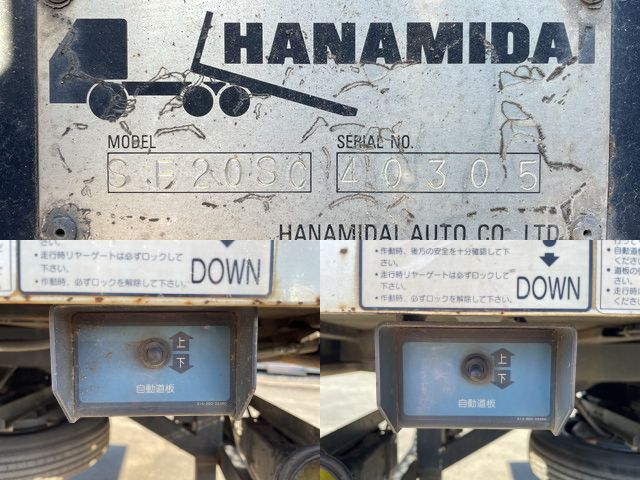 HANAMIDAI
MODEL
SERIAL NO.
SF20SC
40305
HANAMIDAI AUTO CO. LTD.
さい。
・走行時リヤーゲートは必ずロックして
下さい。
・作動時、必ずロックを解除して下さい。
DOWN
上
下
自動道板
・作動時、後方の安全を十分確認して下
さい。
・走行時リヤーゲートは必ずロックして
下さい。
・作動時、必ずロックを解除して下さい。
DOWN
上
下
自動道板